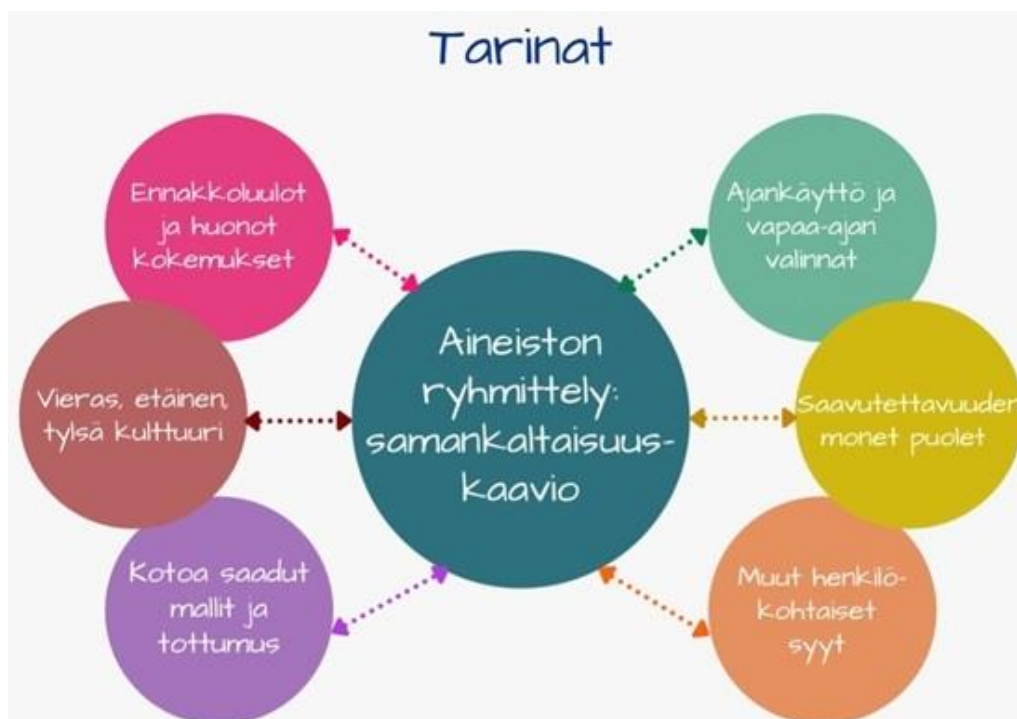 Tarinat
Ennakkoluulot
ja huonot
kokemukset
Vieras, etäinen,
tylsä kulttuuri
Kotoa saadut
mallit ja
tottumus
Aineiston
ryhmittely:
samankaltaisuus-
kaavio
Ajankäyttö ja
vapaa-ajan
valinnat
Saavutettavuuden
monet puolet
Muut henkilö-
kohtaiset
syyt